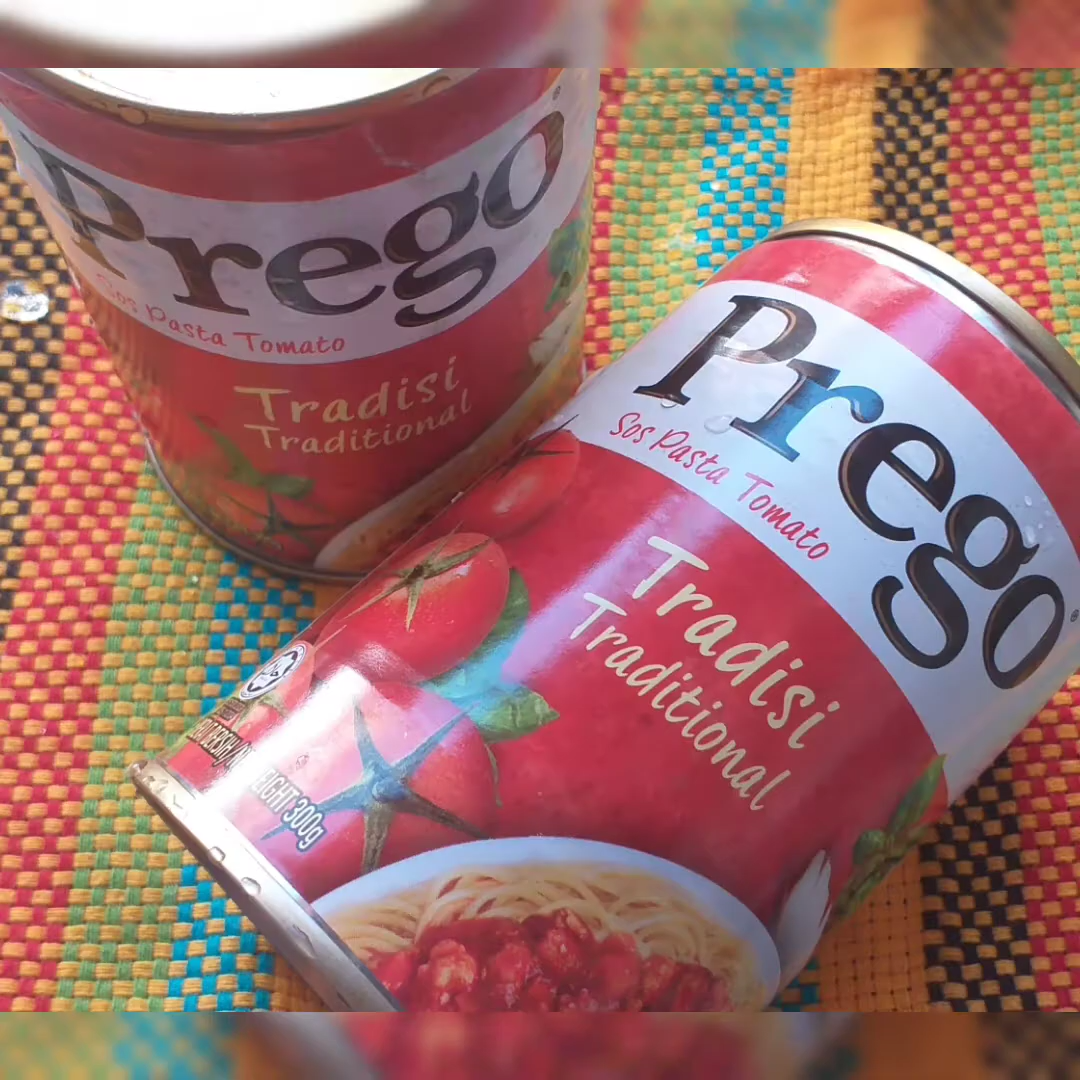 Prego®
Sos Pasta Tomato
Tradisi
Traditional
Prego®
Sos Pasta Tomato
Tradisi
Traditional
300g